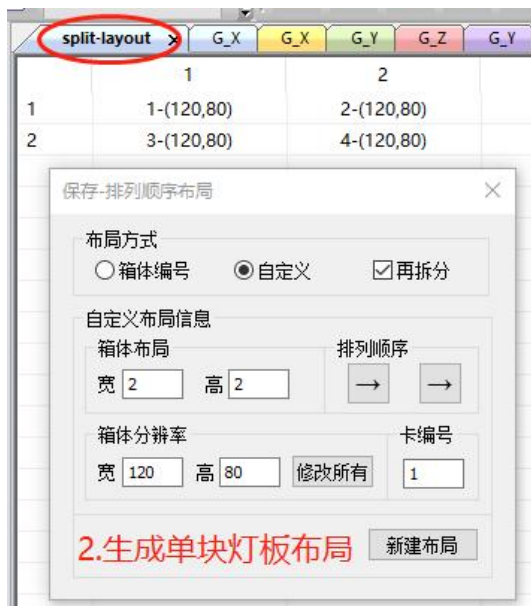 split-layout x G_X G_X G_Y G_Z G_Y
1 2
1 1-(120,80) 2-(120,80)
2 3-(120,80) 4-(120,80)
保存-排列顺序布局
布局方式
箱体编号 自定义 再拆分
自定义布局信息
箱体布局 排列顺序
宽 2 高 2 → →
箱体分辨率 卡编号
宽 120 高 80 修改所有 1
2.生成单块灯板布局 新建布局